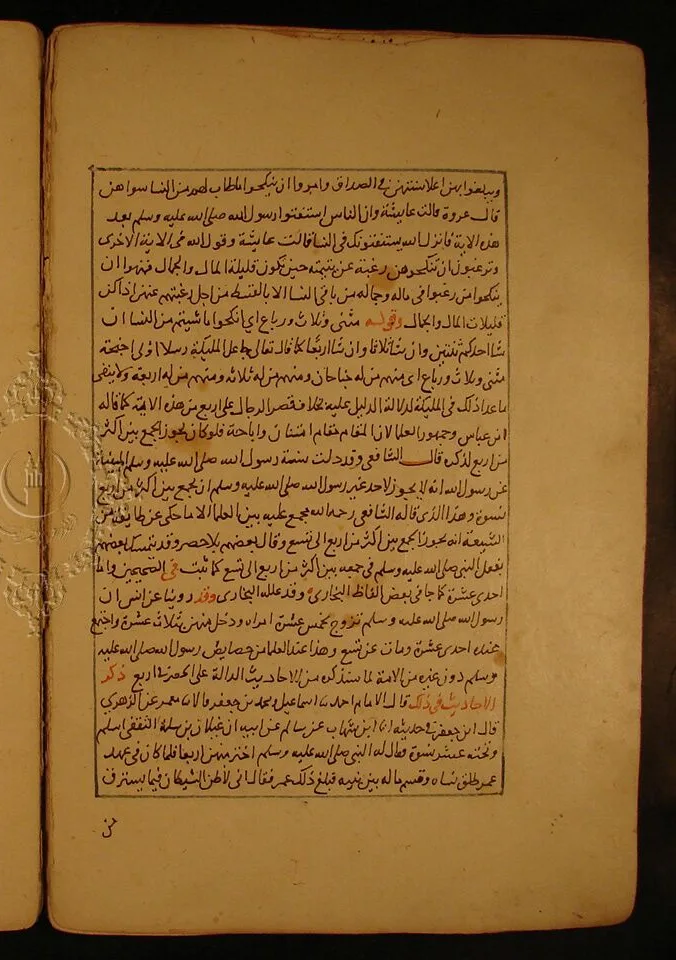 ويبلغوا بهن اعلا سنتهن في الصداق وامروا ان ينكحوا ما طاب لهم من النسا سواهن
قال عروة قالت عايشة وان الناس استفتوا رسول الله صلى الله عليه وسلم بعد
هذه الاية فانزل الله يستفتونك في النسا قالت عايشة وقول الله في الاية الاخرى
وترغبون ان تنكحوهن رغبة احدكم عن يتيمته حين تكون قليلة المال والجمال فنهوا ان
ينكحوا من رغبوا في ماله وجماله من باقي النسا الا بالقسط من اجل رغبتهم عنهن اذا كن
قليلات المال والجمال وقوله مثنى وثلاث ورباع اي انكحوا ما شيتم من النسا ان
شا احدكم ثنتين وان شا ثلاثا وان شا اربعا كما قال تعالى جاعل المليكة رسلا اولي اجنحة
مثنى وثلاث ورباع اي منهم من له جناحان ومنهم من له ثلاثه ومنهم من له اربعة ولا ينفي
ما عدا ذلك في المليكة لدلالة الدليل عليه بخلاف قصر الرجال على اربع من هذه الاية كما قاله
ابن عباس وجمهور العلما لان المقام مقام امتنان واباحة فلو كان يجوز الجمع بين اكثر
من اربع لذكره قال الشافعي وقد دلت سنة رسول الله صلى الله عليه وسلم المبينة
عن رسول الله انه لا يجوز لاحد غير رسول الله صلى الله عليه وسلم ان يجمع بين اكثر من اربع
نسوة وهذا الذي قاله الشافعي رحمه الله مجمع عليه بين العلما الا ما حكي عن طايفة من
الشيعة انه يجوز الجمع بين اكثر من اربع الى تسع وقال بعضهم بلا حصر وقد تمسك بعضهم
بفعل النبي صلى الله عليه وسلم في جمعه بين اكثر من اربع الى تسع كما ثبت في الصحيحين واما
احدى عشرة كما جا في بعض الفاظ البخاري وقد علله البخاري وقد روينا عن انس ان
رسول الله صلى الله عليه وسلم تزوج بخمس عشرة امراه ودخل منهن بثلاث عشرة واجتمع
عنده احدى عشرة ومات عن تسع وهذا عند العلما من خصايص رسول الله صلى الله عليه
وسلم دون غيره من الامة لما سنذكره من الاحاديث الدالة على الحصر في اربع ذكر
الاحاديث في ذلك قال الامام احمد اسماعيل ومحمد بن جعفر قالا معمر عن الزهري
قال ابن جعفر في حديثه ابن شهاب عن سالم عن ابيه ان غيلان بن سلمة الثقفي اسلم
وتحته عشر نسوة فقال له النبي صلى الله عليه وسلم اختر منهن اربعا فلما كان في عهد
عمر طلق نساه وقسم ماله بين بنيه فبلغ ذلك عمر فقال اني لاظن الشيطان فيما يسترق
من